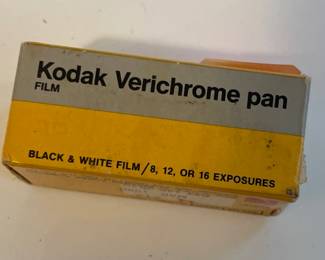 Kodak Verichrome pan
FILM
BLACK & WHITE FILM/8, 12, OR 16 EXPOSURES